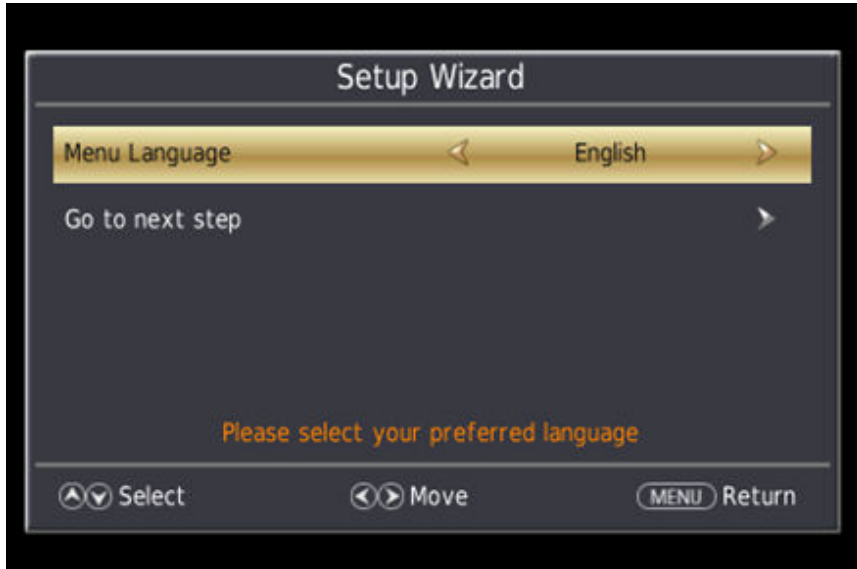 Setup Wizard
Menu Language English
Go to next step
Please select your preferred language
Select Move MENU Return